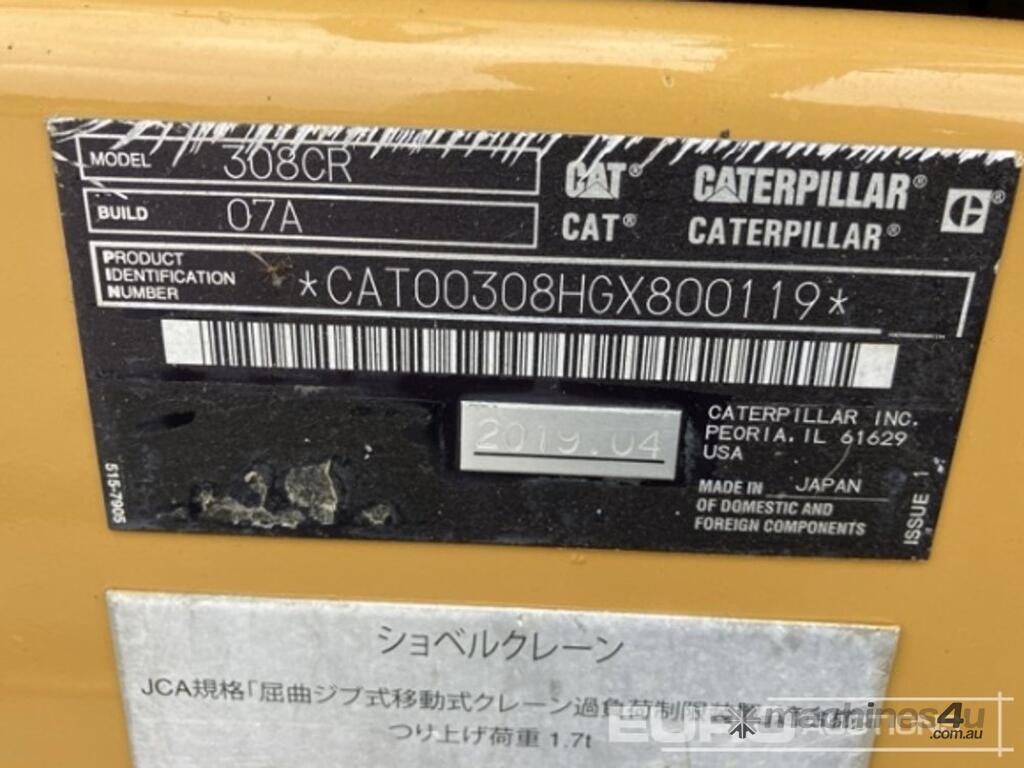 MODEL 308CR
BUILD 07A
CAT® CATERPILLAR®
CAT® CATERPILLAR®
PRODUCT
IDENTIFICATION
NUMBER
*CAT00308HGX800119*
2019.04
CATERPILLAR INC.
PEORIA, IL 61629
USA
MADE IN JAPAN
OF DOMESTIC AND
FOREIGN COMPONENTS
515-7905
ISSUE 1
ショベルクレーン
JCA規格「屈曲ジブ式移動式クレーン過負荷制限
つり上げ荷重 1.7t
machines4u
.com.au
EURO AUCTIONS